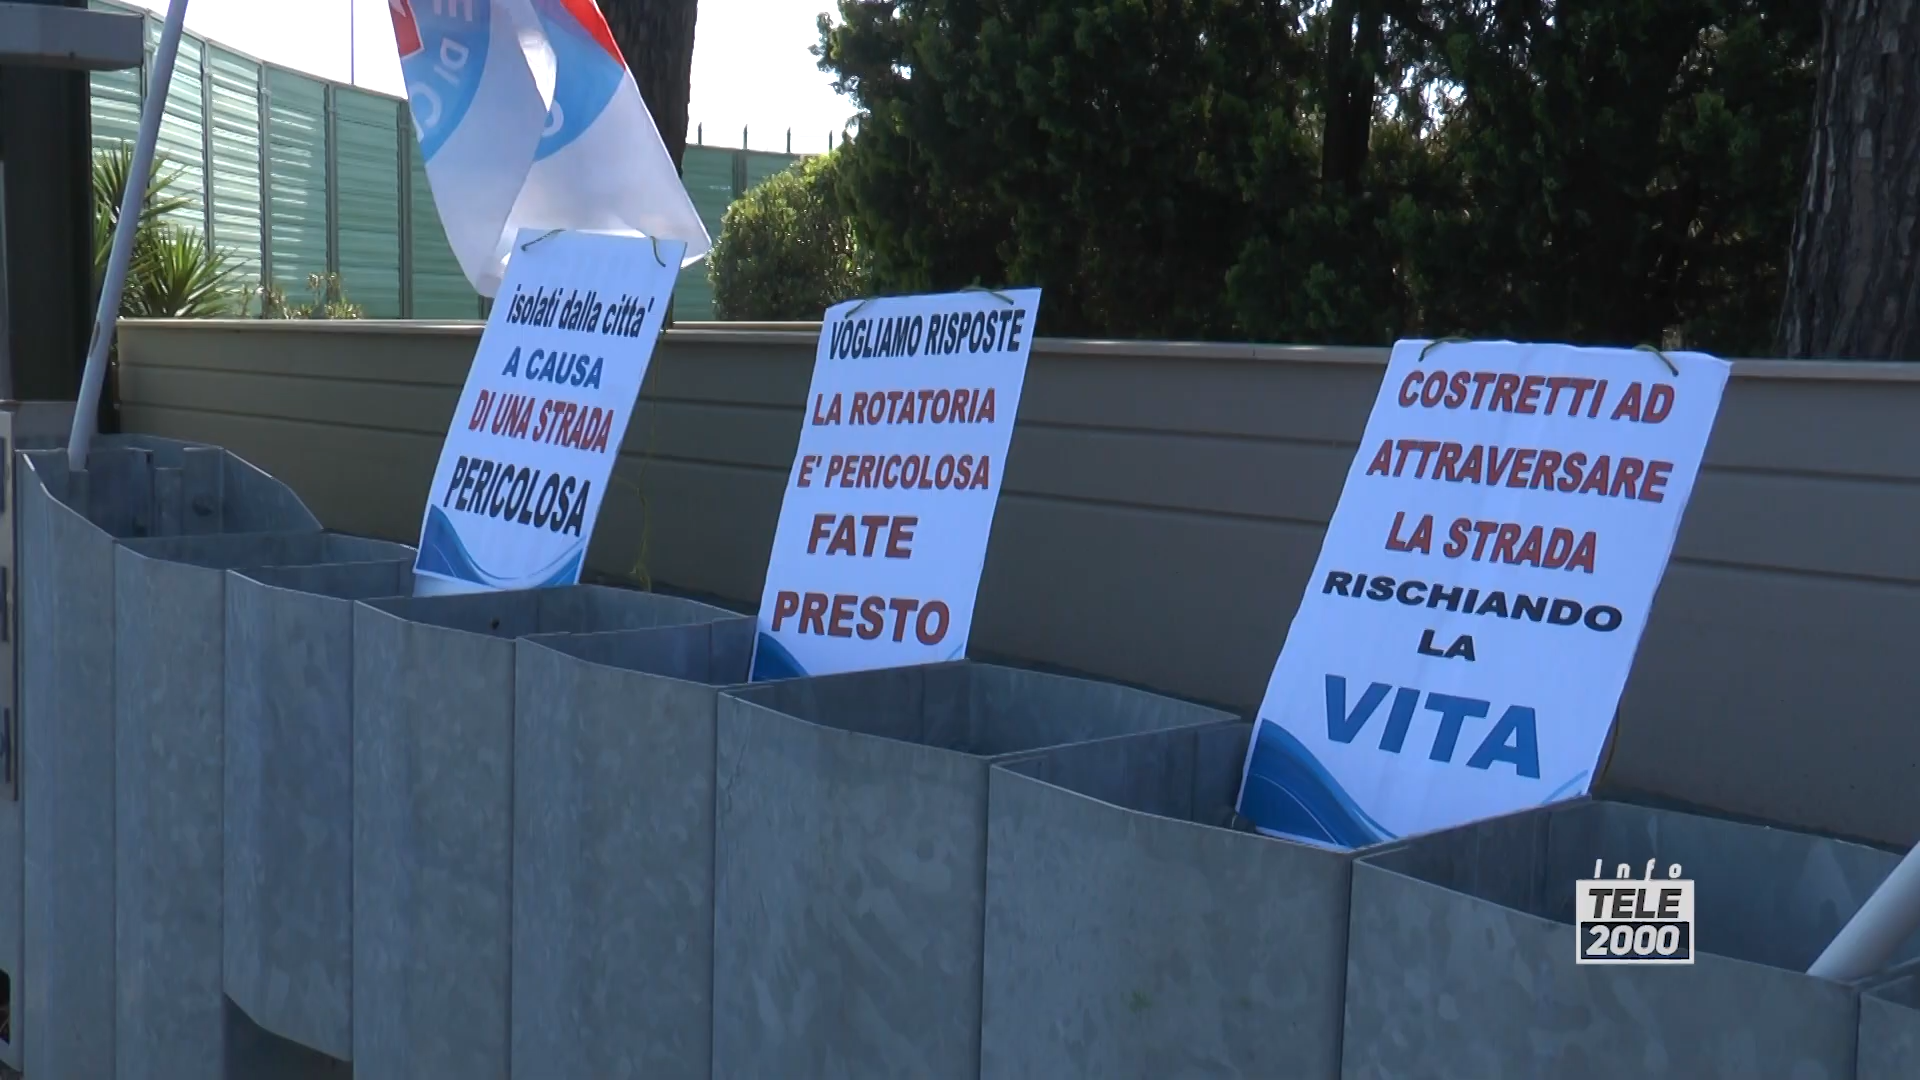 DI
isolati dalla citta'
A CAUSA
DI UNA STRADA
PERICOLOSA
VOGLIAMO RISPOSTE
LA ROTATORIA
E' PERICOLOSA
FATE
PRESTO
COSTRETTI AD
ATTRAVERSARE
LA STRADA
RISCHIANDO
LA
VITA
Info
TELE
2000